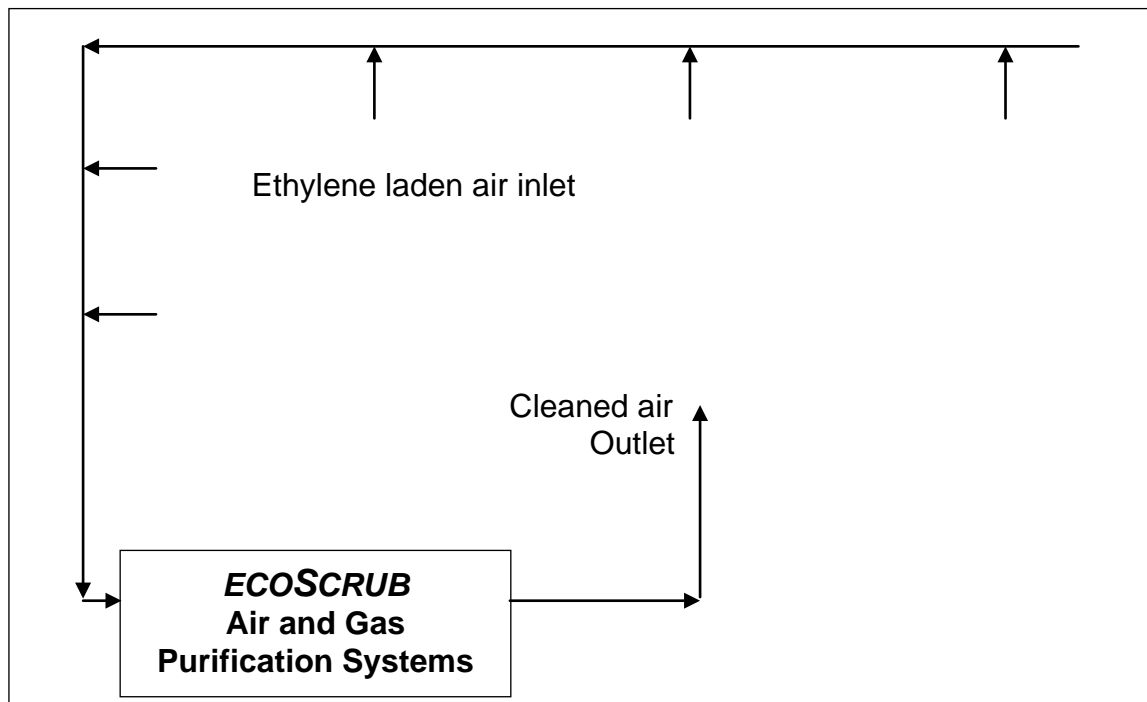 Ethylene laden air inlet
Cleaned air
Outlet
ECOSCRUB
Air and Gas
Purification Systems